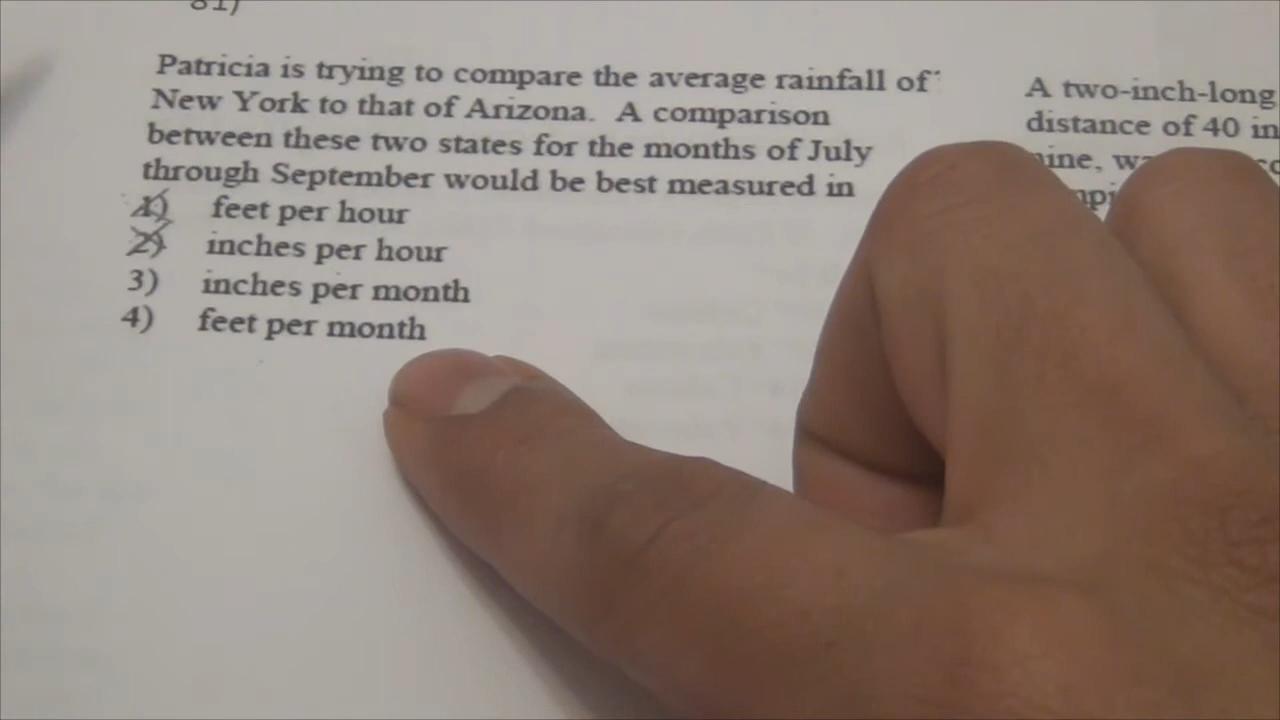 81)
Patricia is trying to compare the average rainfall of
New York to that of Arizona. A comparison
between these two states for the months of July
through September would be best measured in
1) feet per hour
2) inches per hour
3) inches per month
4) feet per month
A two-inch-long
distance of 40 in